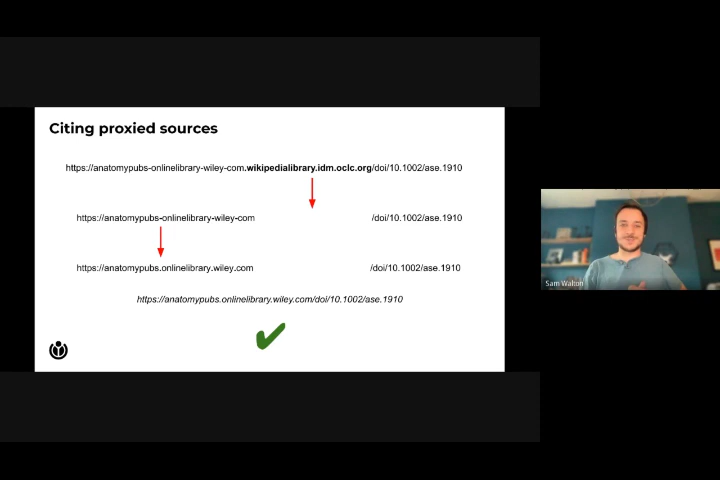 Citing proxied sources
https://anatomypubs-onlinelibrary-wiley-com.wikipedialibrary.idm.oclc.org/doi/10.1002/ase.1910
https://anatomypubs-onlinelibrary-wiley-com /doi/10.1002/ase.1910
https://anatomypubs.onlinelibrary.wiley.com /doi/10.1002/ase.1910
https://anatomypubs.onlinelibrary.wiley.com/doi/10.1002/ase.1910
Sam Walton